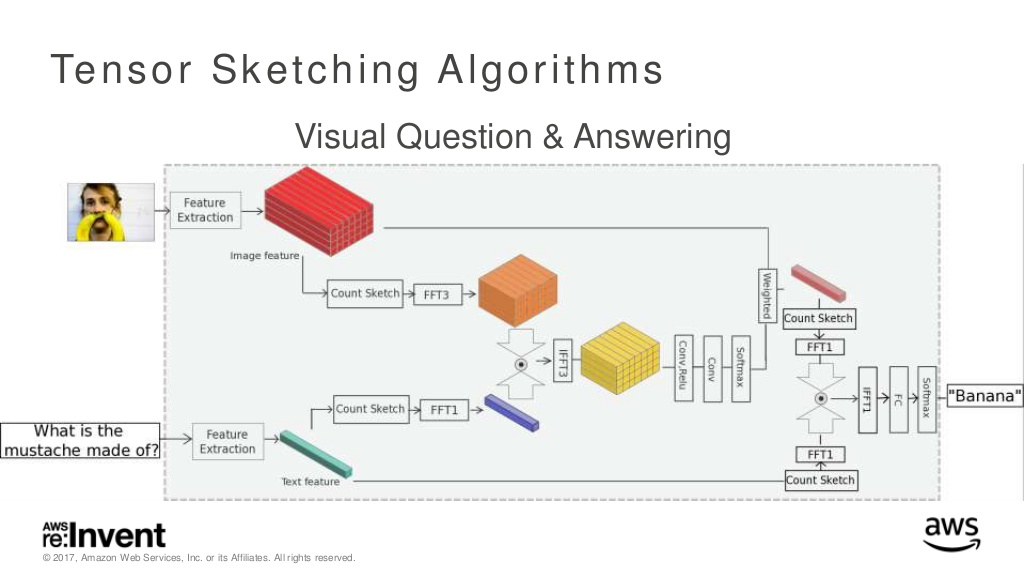 Tensor Sketching Algorithms
Visual Question & Answering
Feature
Extraction
Image feature
Count Sketch
FFT3
IFFT3
Conv,Relu
Conv
Softmax
Weighted
Count Sketch
FFT1
What is the
mustache made of?
Feature
Extraction
Text feature
Count Sketch
FFT1
IFFT1
FC
Softmax
"Banana"
FFT1
Count Sketch
AWS
re:Invent
aws
© 2017, Amazon Web Services, Inc. or its Affiliates. All rights reserved.